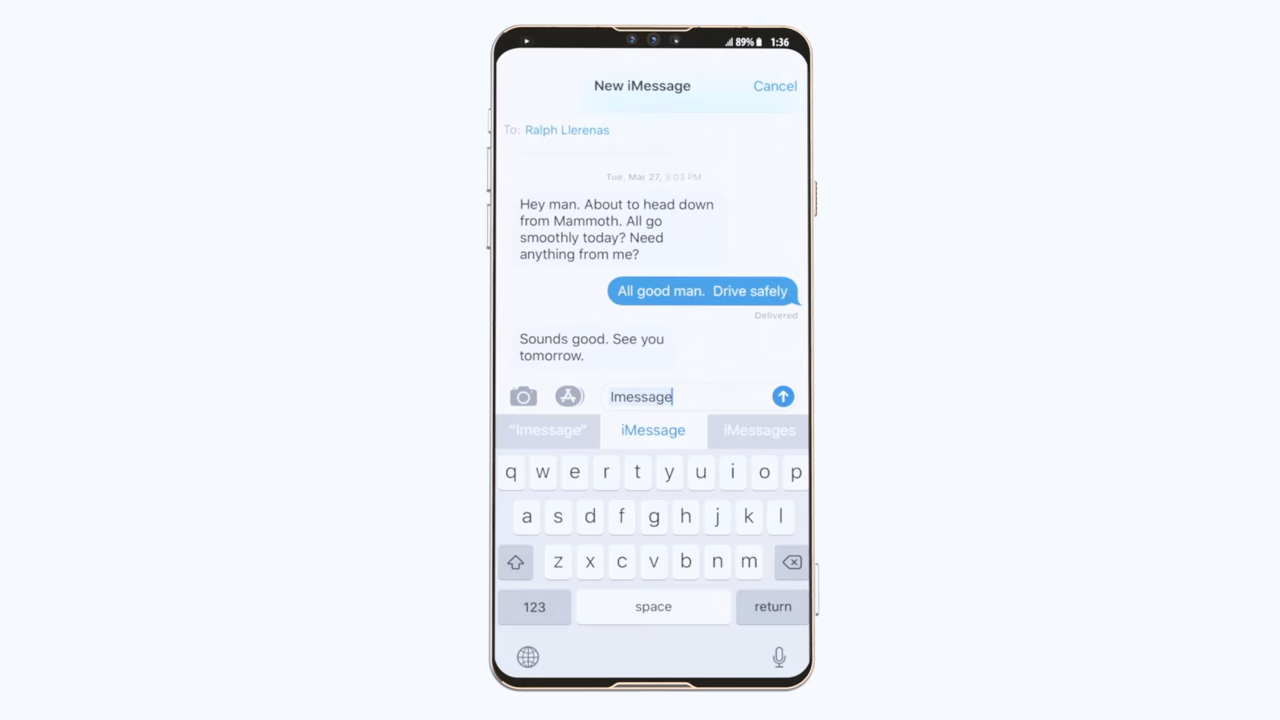 89% 1:36
New iMessage Cancel
To: Ralph Llerenas
Tue, Mar 27, 3:03 PM
Hey man. About to head down
from Mammoth. All go
smoothly today? Need
anything from me?
All good man. Drive safely
Delivered
Sounds good. See you
tomorrow.
Imessage
"Imessage" iMessage iMessages
q w e r t y u i o p
a s d f g h j k l
z x c v b n m
123 space return